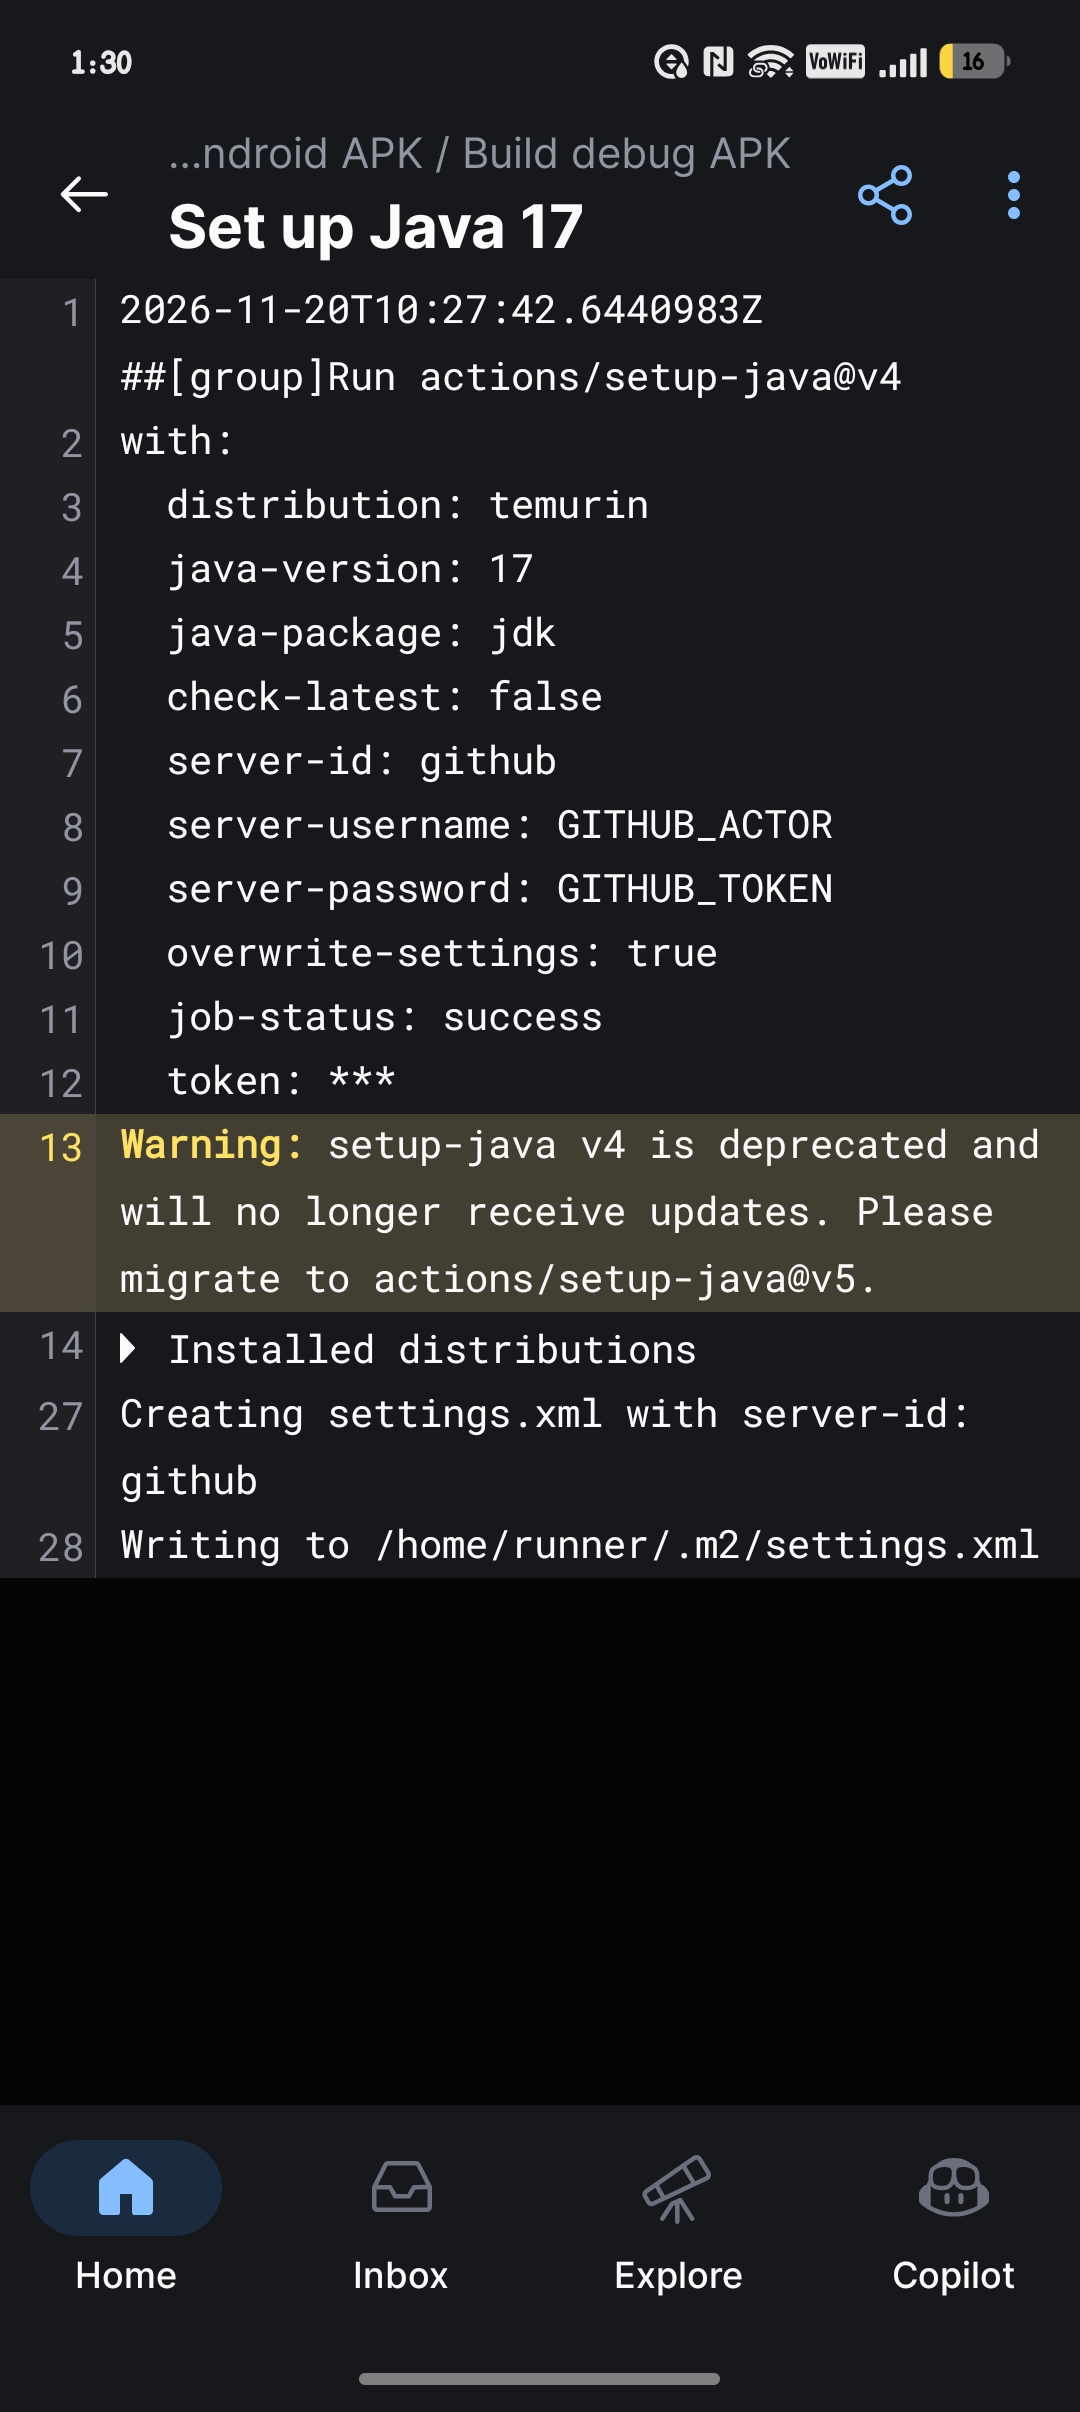 1:30
VoWiFi
16
...ndroid APK / Build debug APK
Set up Java 17
1 2026-11-20T10:27:42.6440983Z
##[group]Run actions/setup-java@v4
2 with:
3 distribution: temurin
4 java-version: 17
5 java-package: jdk
6 check-latest: false
7 server-id: github
8 server-username: GITHUB_ACTOR
9 server-password: GITHUB_TOKEN
10 overwrite-settings: true
11 job-status: success
12 token: ***
13 Warning: setup-java v4 is deprecated and
will no longer receive updates. Please
migrate to actions/setup-java@v5.
14 Installed distributions
27 Creating settings.xml with server-id:
github
28 Writing to /home/runner/.m2/settings.xml
Home
Inbox
Explore
Copilot